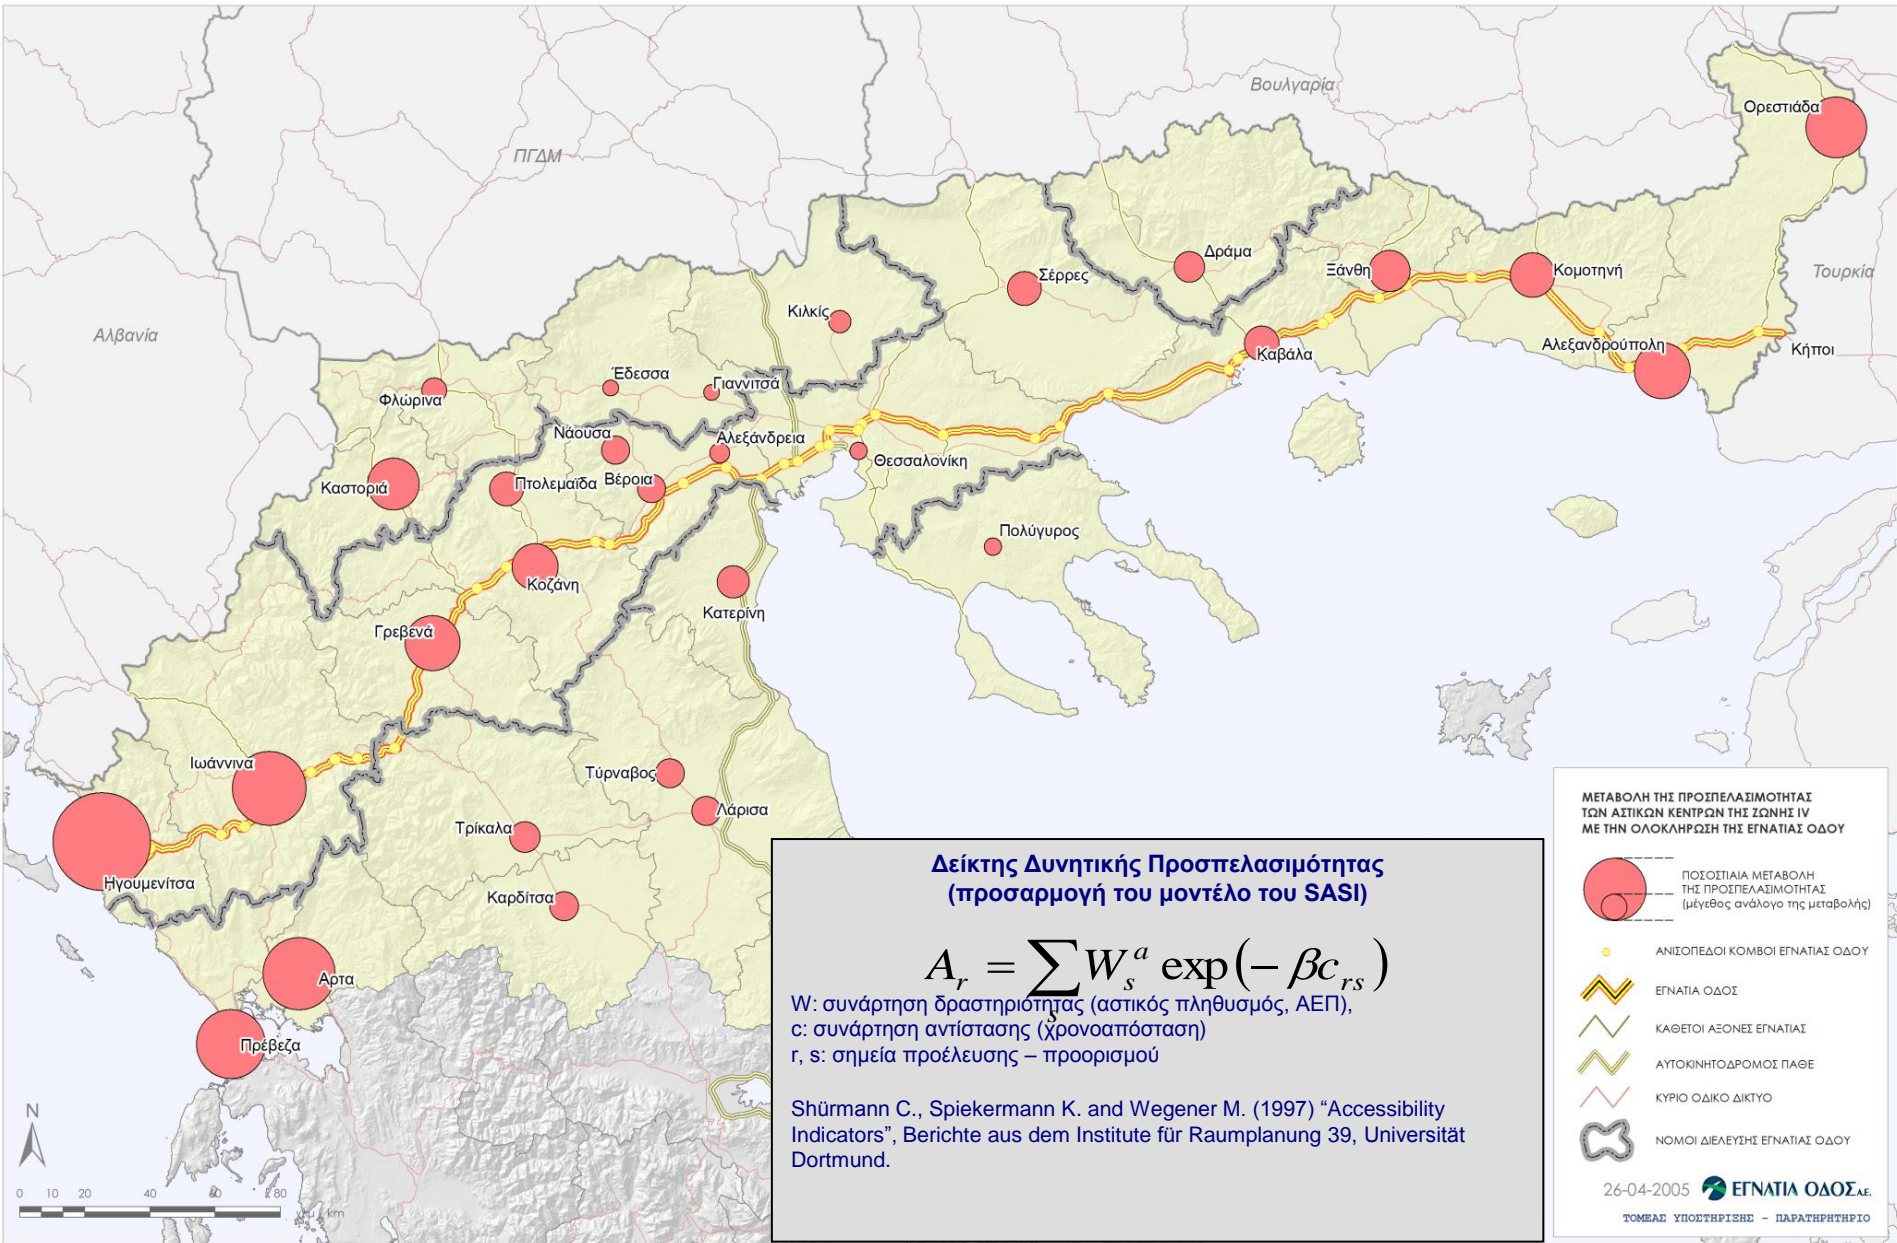 Βουλγαρία
Ορεστιάδα
ΠΓΔΜ
Δράμα
Σέρρες
Ξάνθη
Κομοτηνή
Τουρκία
Κιλκίς
Αλβανία
Αλεξανδρούπολη
Κήποι
Καβάλα
Έδεσσα
Γιαννιτσά
Φλώρινα
Νάουσα
Αλεξάνδρεια
Θεσσαλονίκη
Καστοριά
Πτολεμαΐδα
Βέροια
Πολύγυρος
Κοζάνη
Κατερίνη
Γρεβενά
Ιωάννινα
Τύρναβος
Λάρισα
Τρίκαλα
Ηγουμενίτσα
Καρδίτσα
Αρτα
Πρέβεζα
N
0 10 20 40 60 80
χλμ / km
Δείκτης Δυνητικής Προσπελασιμότητας
(προσαρμογή του μοντέλο του SASI)
A_r = ∑_s W_s^a exp(− βc_rs)
W: συνάρτηση δραστηριότητας (αστικός πληθυσμός, ΑΕΠ),
c: συνάρτηση αντίστασης (χρονοαπόσταση)
r, s: σημεία προέλευσης – προορισμού
Shürmann C., Spiekermann K. and Wegener M. (1997) “Accessibility
Indicators”, Berichte aus dem Institute für Raumplanung 39, Universität
Dortmund.
ΜΕΤΑΒΟΛΗ ΤΗΣ ΠΡΟΣΠΕΛΑΣΙΜΟΤΗΤΑΣ
ΤΩΝ ΑΣΤΙΚΩΝ ΚΕΝΤΡΩΝ ΤΗΣ ΖΩΝΗΣ IV
ΜΕ ΤΗΝ ΟΛΟΚΛΗΡΩΣΗ ΤΗΣ ΕΓΝΑΤΙΑΣ ΟΔΟΥ
ΠΟΣΟΣΤΙΑΙΑ ΜΕΤΑΒΟΛΗ
ΤΗΣ ΠΡΟΣΠΕΛΑΣΙΜΟΤΗΤΑΣ
(μέγεθος ανάλογο της μεταβολής)
ΑΝΙΣΟΠΕΔΟΙ ΚΟΜΒΟΙ ΕΓΝΑΤΙΑΣ ΟΔΟΥ
ΕΓΝΑΤΙΑ ΟΔΟΣ
ΚΑΘΕΤΟΙ ΑΞΟΝΕΣ ΕΓΝΑΤΙΑΣ
ΑΥΤΟΚΙΝΗΤΟΔΡΟΜΟΣ ΠΑΘΕ
ΚΥΡΙΟ ΟΔΙΚΟ ΔΙΚΤΥΟ
ΝΟΜΟΙ ΔΙΕΛΕΥΣΗΣ ΕΓΝΑΤΙΑΣ ΟΔΟΥ
26-04-2005 ΕΓΝΑΤΙΑ ΟΔΟΣ Α.Ε.
ΤΟΜΕΑΣ ΥΠΟΣΤΗΡΙΞΗΣ - ΠΑΡΑΤΗΡΗΤΗΡΙΟ